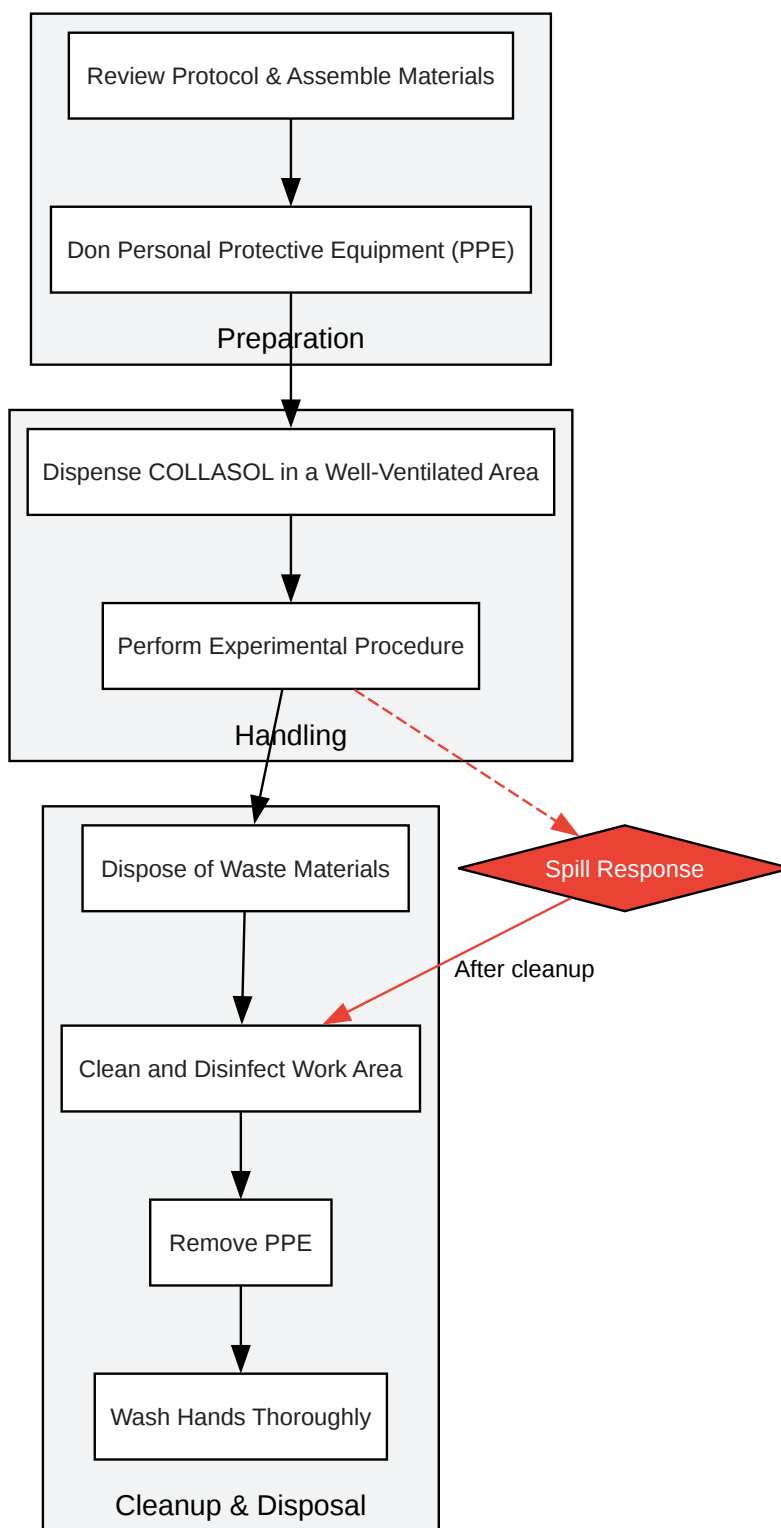 Review Protocol & Assemble Materials
Don Personal Protective Equipment (PPE)
Preparation
Dispense COLLASOL in a Well-Ventilated Area
Perform Experimental Procedure
Handling
Dispose of Waste Materials
Spill Response
After cleanup
Clean and Disinfect Work Area
Remove PPE
Wash Hands Thoroughly
Cleanup & Disposal